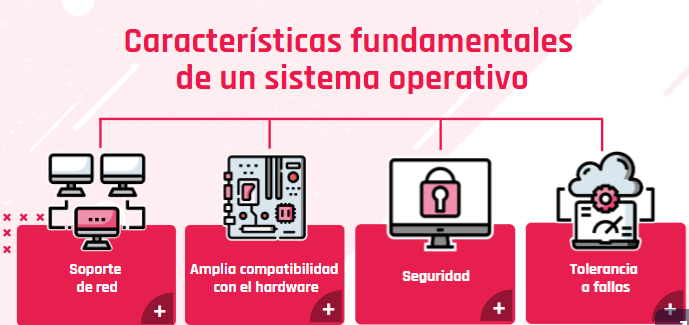 Características fundamentales
de un sistema operativo
Soporte
de red
Amplia compatibilidad
con el hardware
Seguridad
Tolerancia
a fallos
+
+
+
+